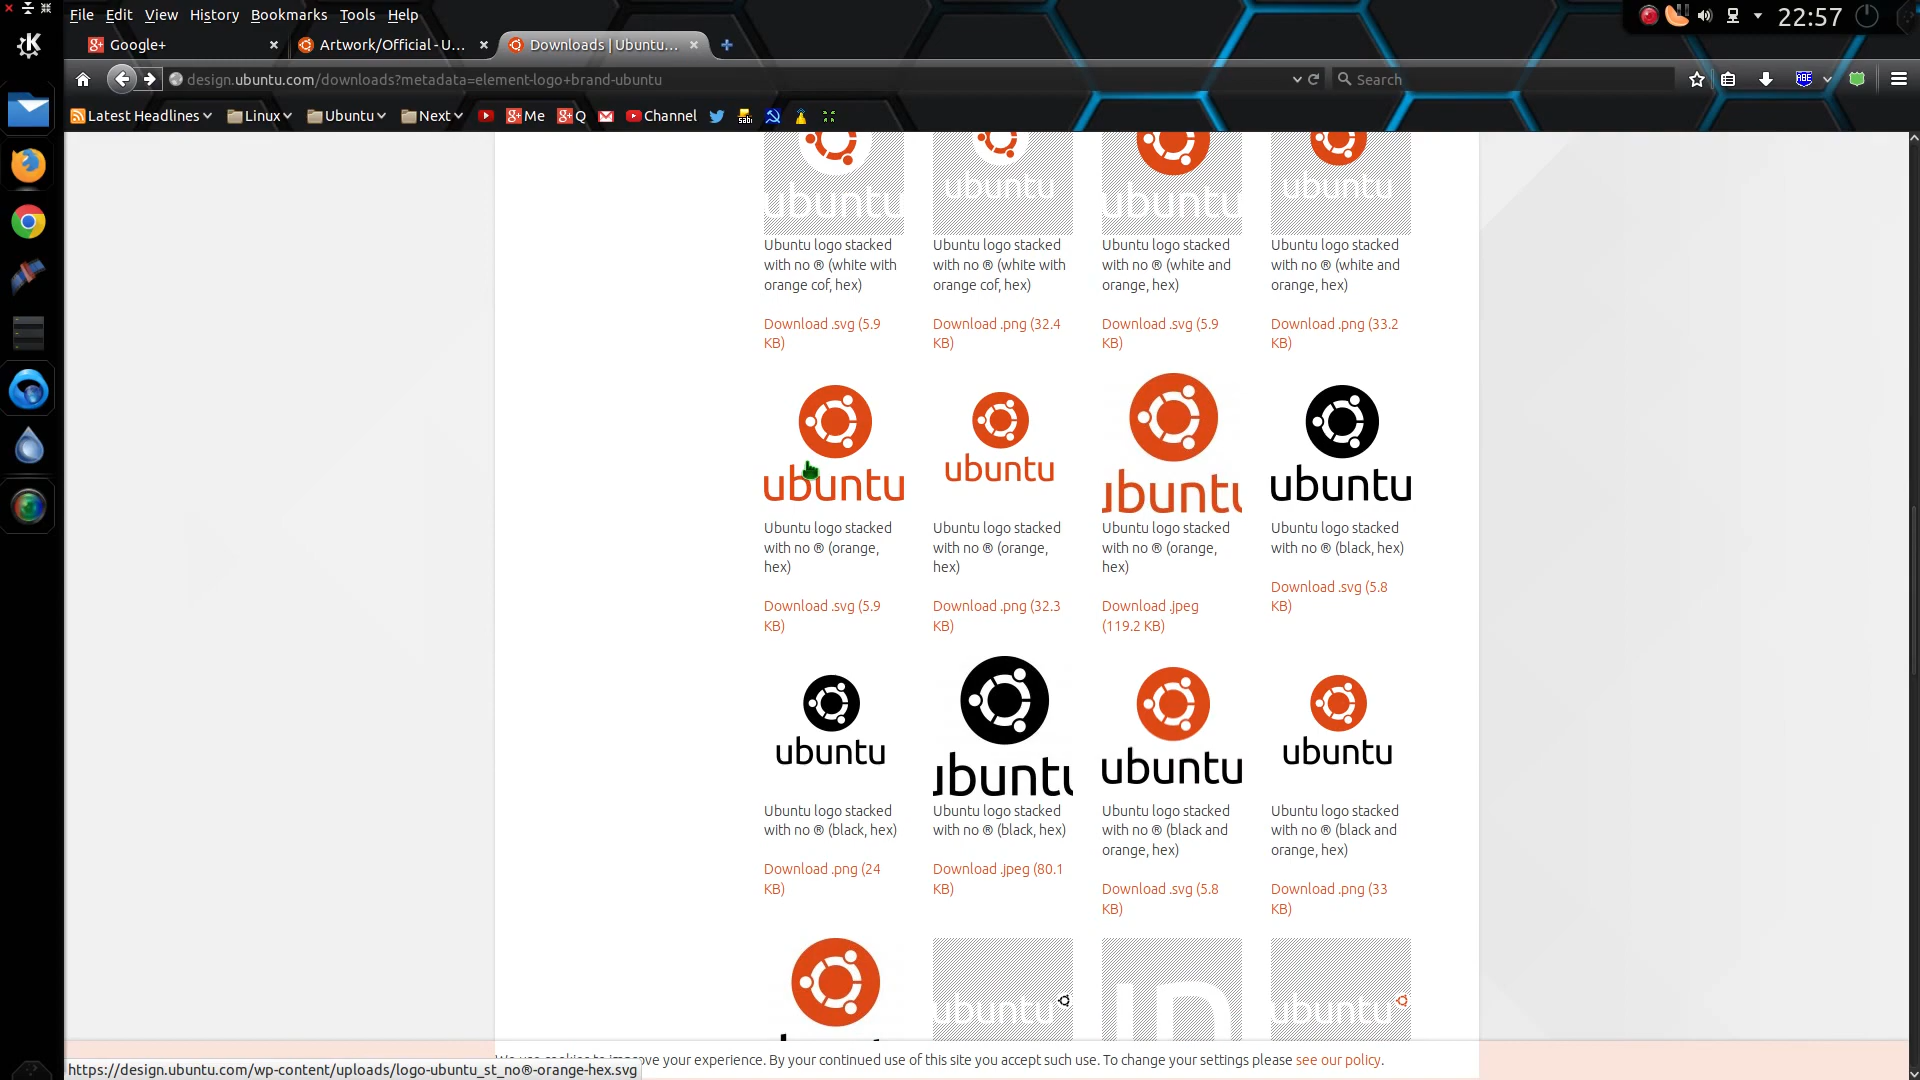 File Edit View History Bookmarks Tools Help
22:57
Google+
Artwork/Official - U...
Downloads | Ubuntu...
design.ubuntu.com/downloads?metadata=element-logo+brand-ubuntu
Search
ABE
Latest Headlines Linux Ubuntu Next Me Q Channel
ubuntu ubuntu ubuntu ubuntu
Ubuntu logo stacked
with no ® (white with
orange cof, hex)
Download .svg (5.9
KB)
Ubuntu logo stacked
with no ® (white with
orange cof, hex)
Download .png (32.4
KB)
Ubuntu logo stacked
with no ® (white and
orange, hex)
Download .svg (5.9
KB)
Ubuntu logo stacked
with no ® (white and
orange, hex)
Download .png (33.2
KB)
ubuntu ubuntu ubuntu ubuntu
Ubuntu logo stacked
with no ® (orange,
hex)
Download .svg (5.9
KB)
Ubuntu logo stacked
with no ® (orange,
hex)
Download .png (32.3
KB)
Ubuntu logo stacked
with no ® (orange,
hex)
Download .jpeg
(119.2 KB)
Ubuntu logo stacked
with no ® (black, hex)
Download .svg (5.8
KB)
ubuntu ubuntu ubuntu ubuntu
Ubuntu logo stacked
with no ® (black, hex)
Download .png (24
KB)
Ubuntu logo stacked
with no ® (black, hex)
Download .jpeg (80.1
KB)
Ubuntu logo stacked
with no ® (black and
orange, hex)
Download .svg (5.8
KB)
Ubuntu logo stacked
with no ® (black and
orange, hex)
Download .png (33
KB)
ubuntu ubuntu
your experience. By your continued use of this site you accept such use. To change your settings please see our policy.
https://design.ubuntu.com/wp-content/uploads/logo-ubuntu_st_no®-orange-hex.svg